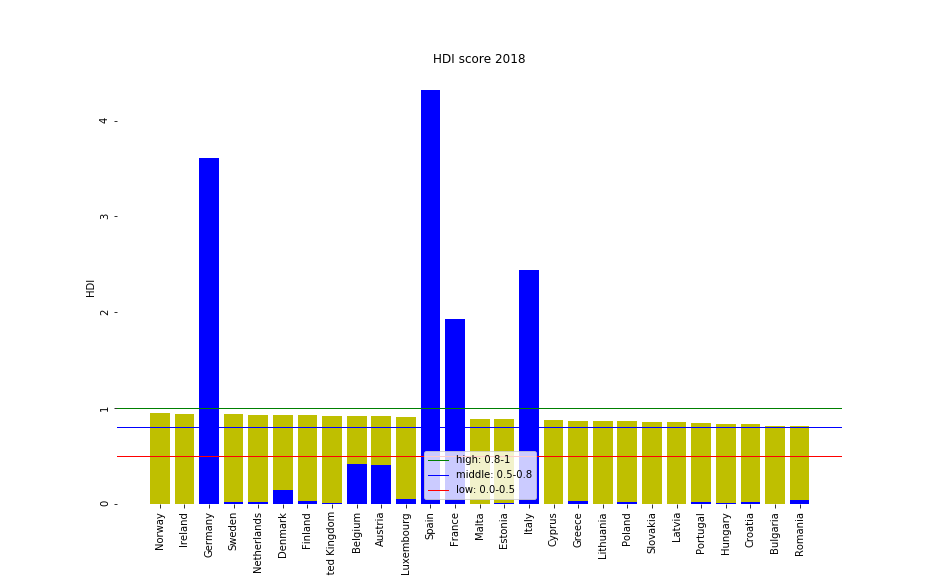 HDI score 2018
HDI
4
3
2
1
0
high: 0.8-1
middle: 0.5-0.8
low: 0.0-0.5
Norway
Ireland
Germany
Sweden
Netherlands
Denmark
Finland
ted Kingdom
Belgium
Austria
Luxembourg
Spain
France
Malta
Estonia
Italy
Cyprus
Greece
Lithuania
Poland
Slovakia
Latvia
Portugal
Hungary
Croatia
Bulgaria
Romania